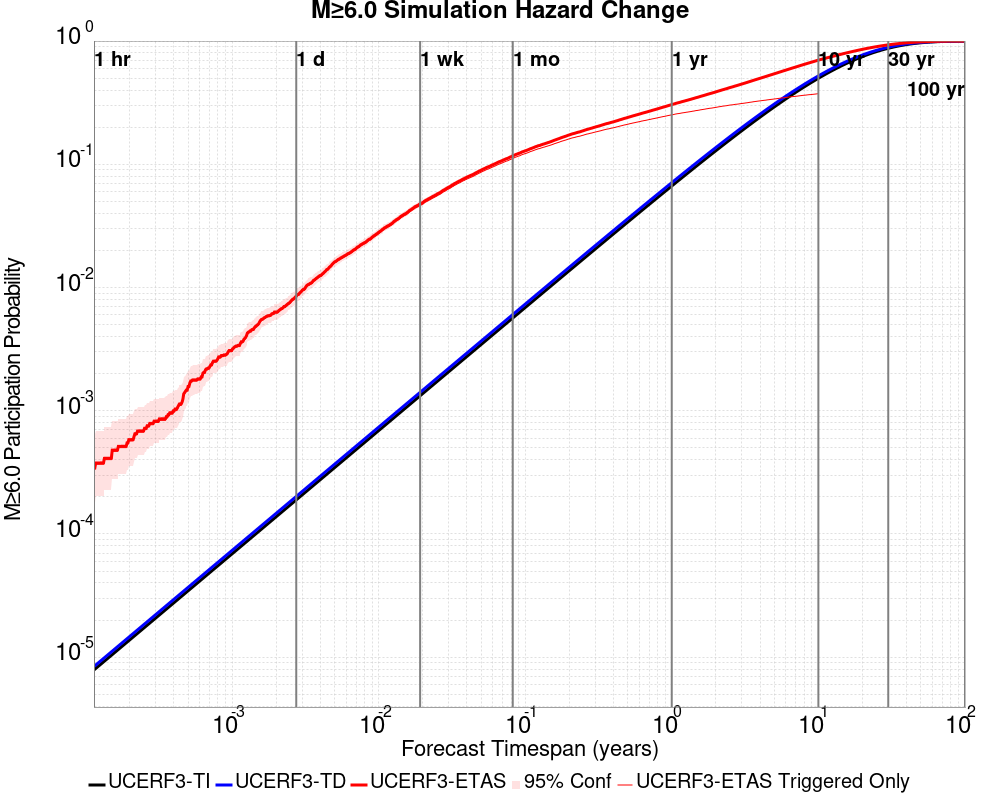 M≥6.0 Simulation Hazard Change
10^0
10^-1
10^-2
10^-3
10^-4
10^-5
M≥6.0 Participation Probability
1 hr
1 d
1 wk
1 mo
1 yr
10 yr
30 yr
100 yr
10^-3
10^-2
10^-1
10^0
10^1
10^2
Forecast Timespan (years)
UCERF3-TI UCERF3-TD UCERF3-ETAS 95% Conf UCERF3-ETAS Triggered Only